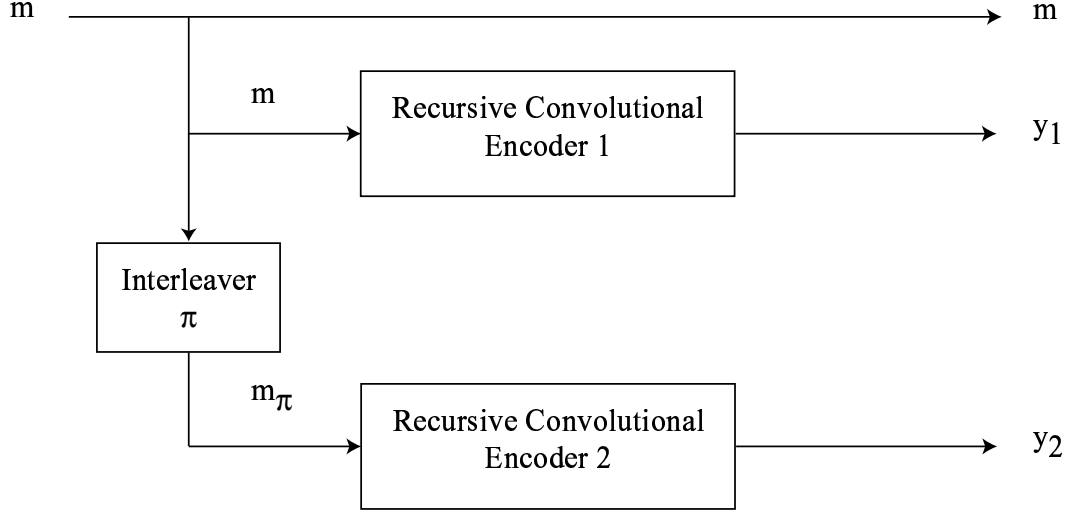 m
m
m
Recursive Convolutional
Encoder 1
y1
Interleaver
π
mπ
Recursive Convolutional
Encoder 2
y2